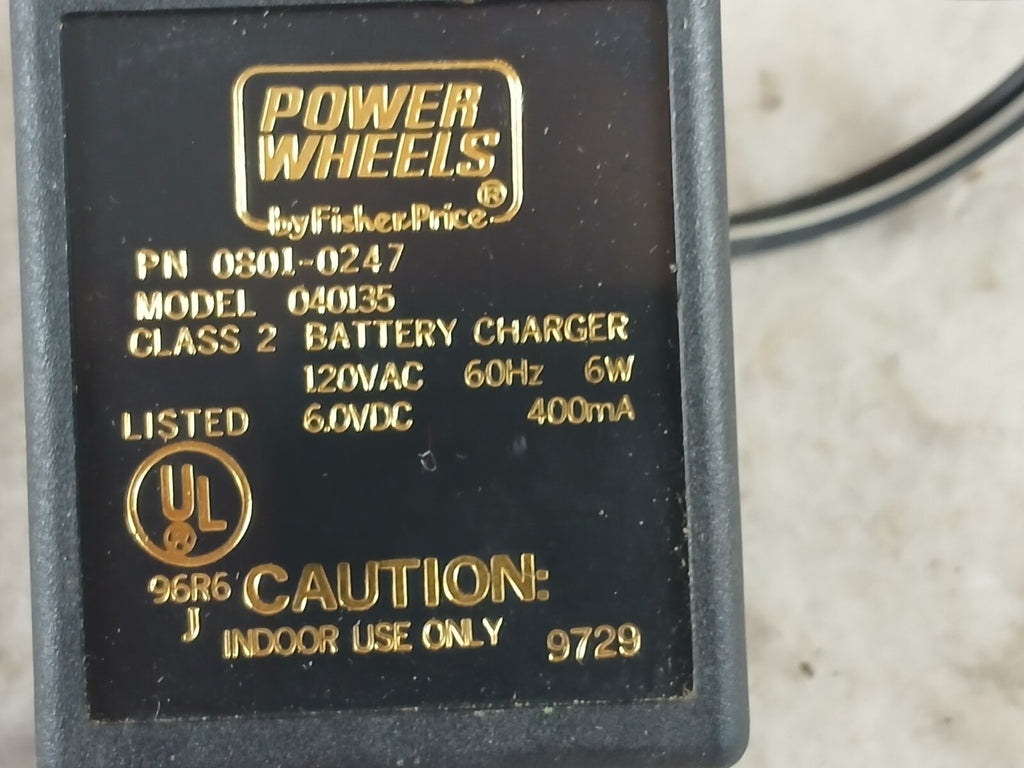 POWER
WHEELS®
by Fisher-Price
PN 0801-0247
MODEL 040135
CLASS 2 BATTERY CHARGER
120VAC 60Hz 6W
LISTED 6.0VDC 400mA
UL®
96R6 CAUTION:
J INDOOR USE ONLY 9729